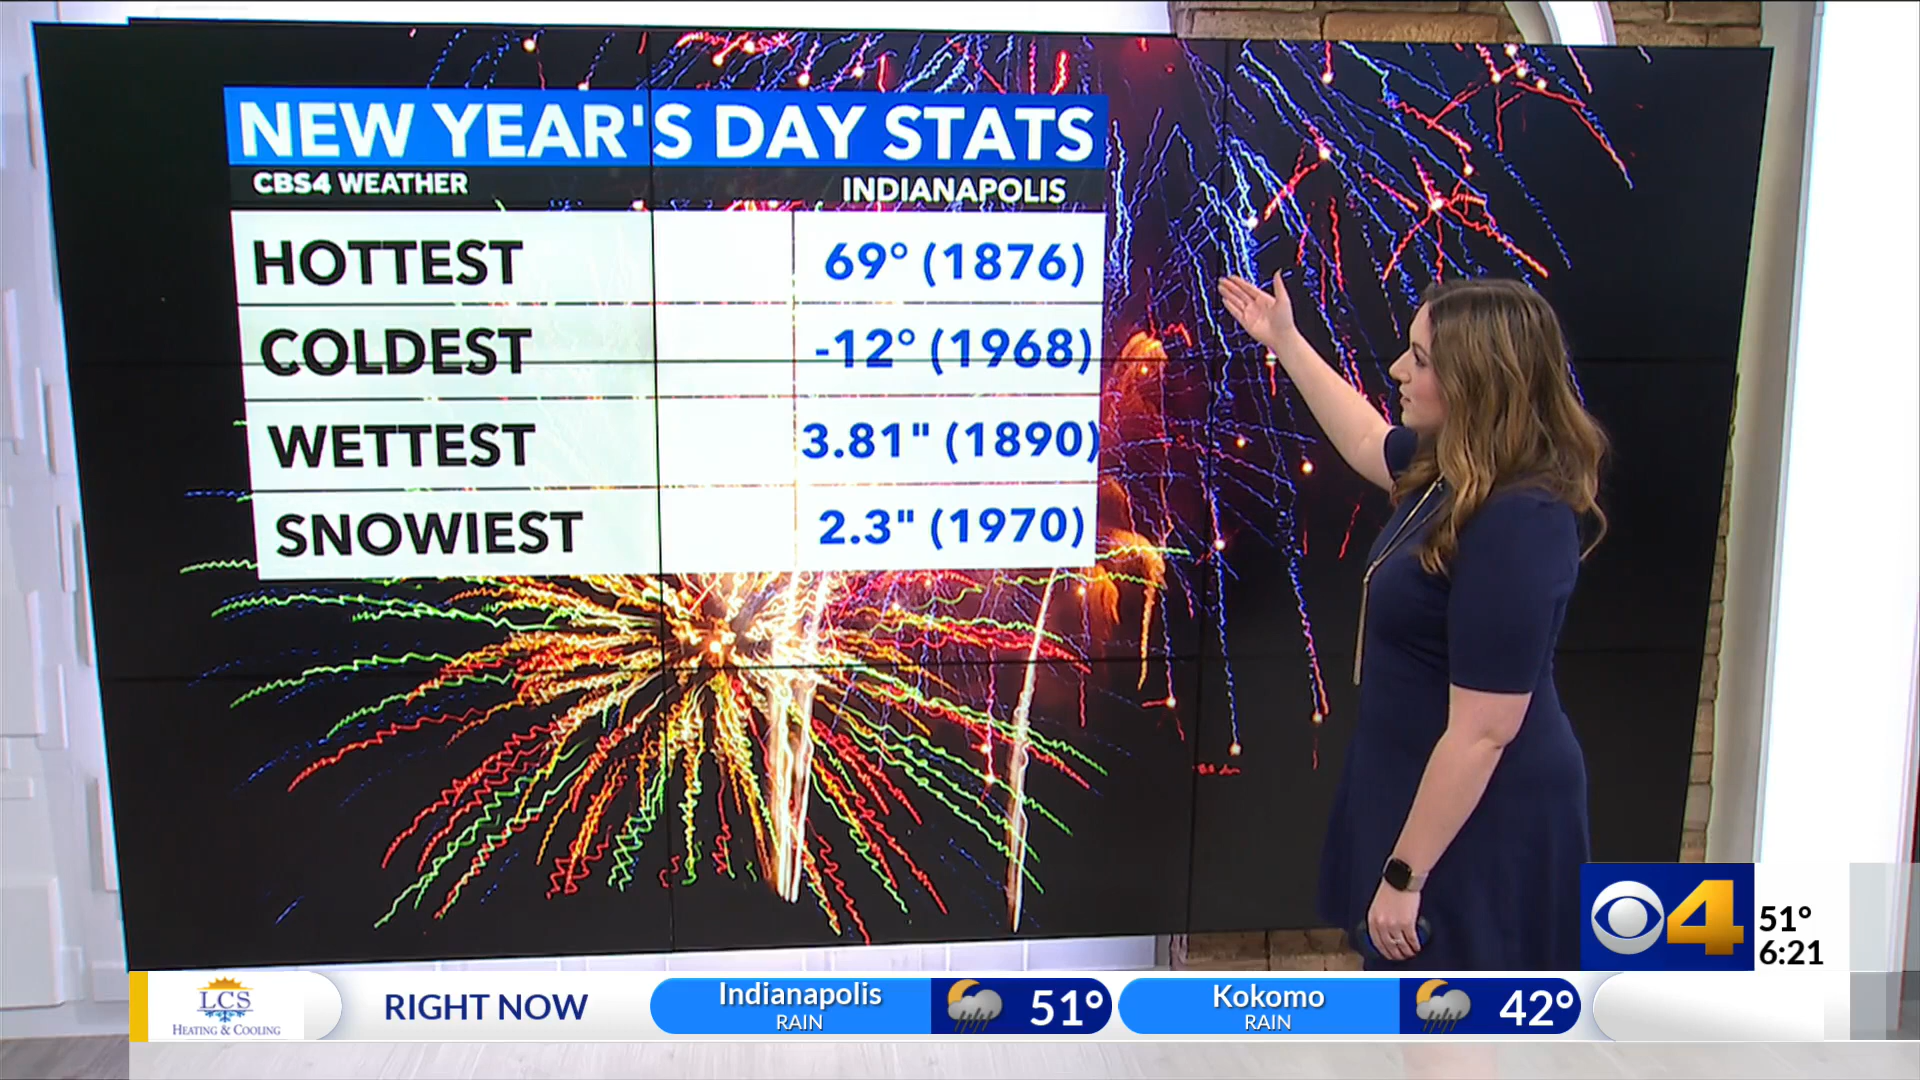 NEW YEAR'S DAY STATS
CBS4 WEATHER INDIANAPOLIS
HOTTEST 69° (1876)
COLDEST -12° (1968)
WETTEST 3.81" (1890)
SNOWIEST 2.3" (1970)
4 51°
6:21
LCS
HEATING & COOLING
RIGHT NOW
Indianapolis
RAIN
51°
Kokomo
RAIN
42°